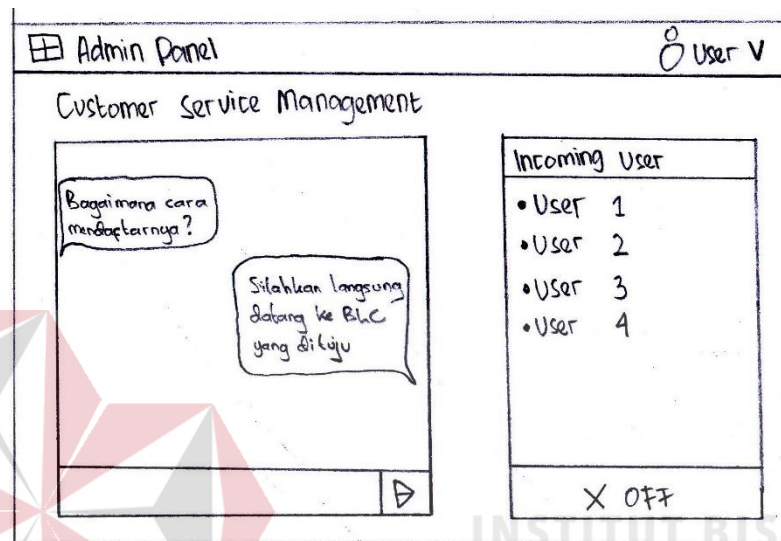 Admin Panel
User V
Customer Service Management
Bagaimana cara
mendaftarnya?
Silahkan langsung
datang ke BLC
yang dituju
Incoming User
• User 1
• User 2
• User 3
• User 4
X OFF
INSTITUT BIS